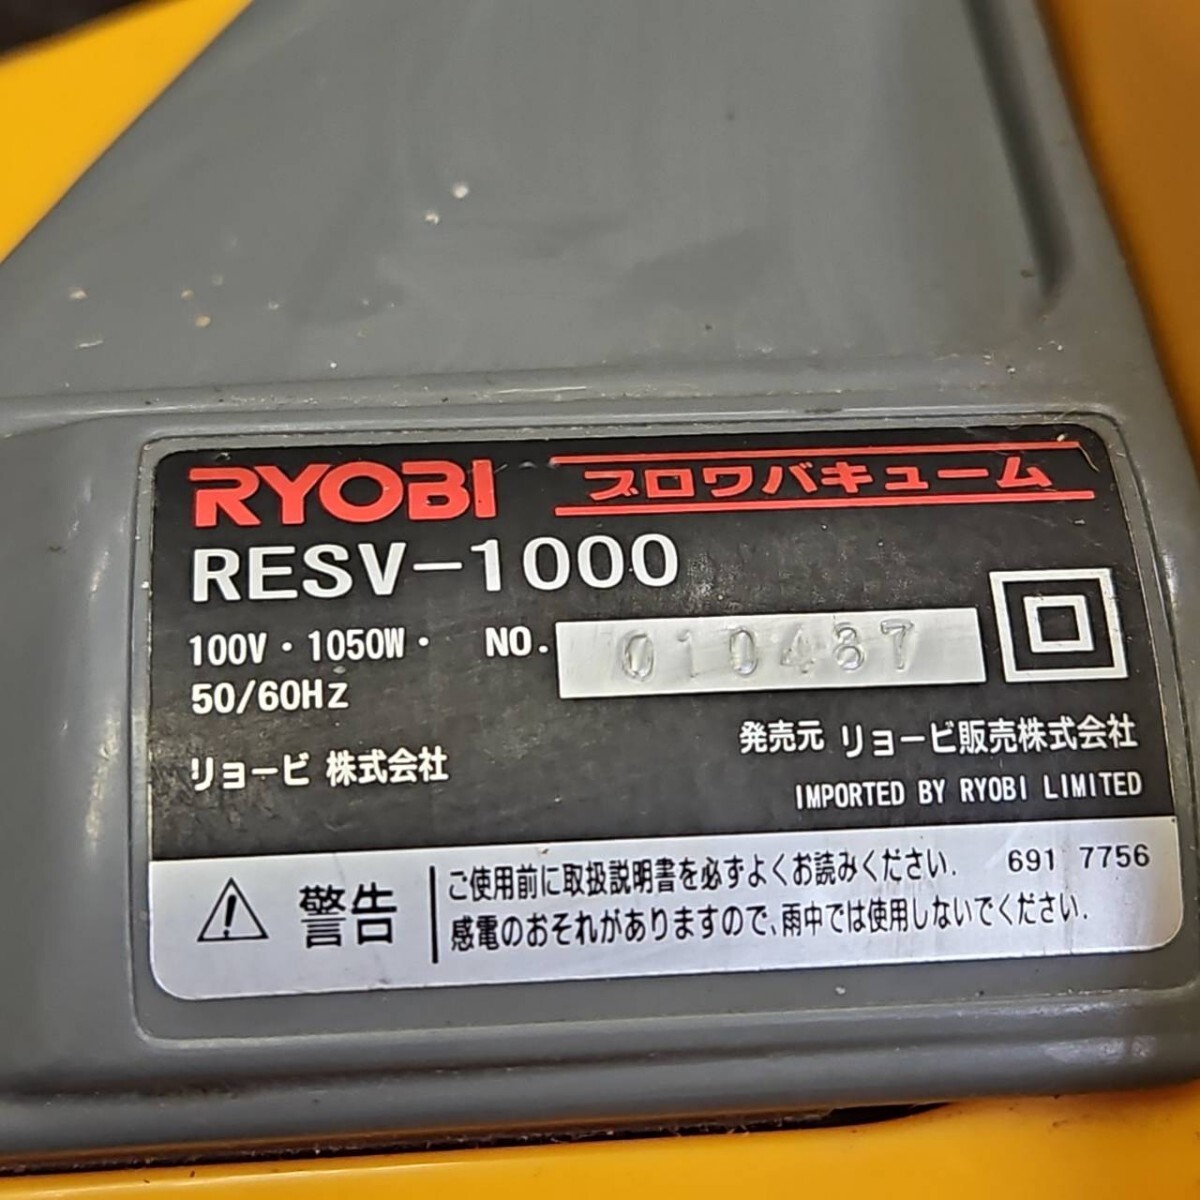 RYOBI ブロワバキューム
RESV-1000
100V・1050W・ NO. 010487
50/60Hz
発売元 リョービ販売株式会社
リョービ 株式会社
IMPORTED BY RYOBI LIMITED
警告
ご使用前に取扱説明書を必ずよくお読みください. 691 7756
感電のおそれがありますので、雨中では使用しないでください.